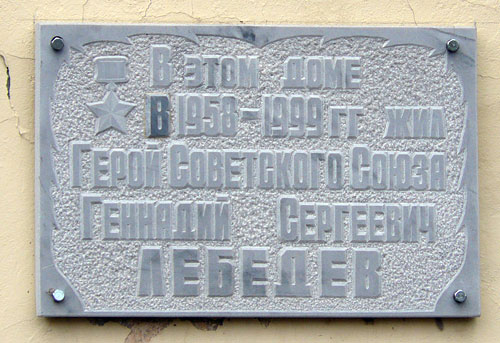 В этом доме
в 1958-1999 гг жил
Герой Советского Союза
Геннадий Сергеевич
ЛЕБЕДЕВ